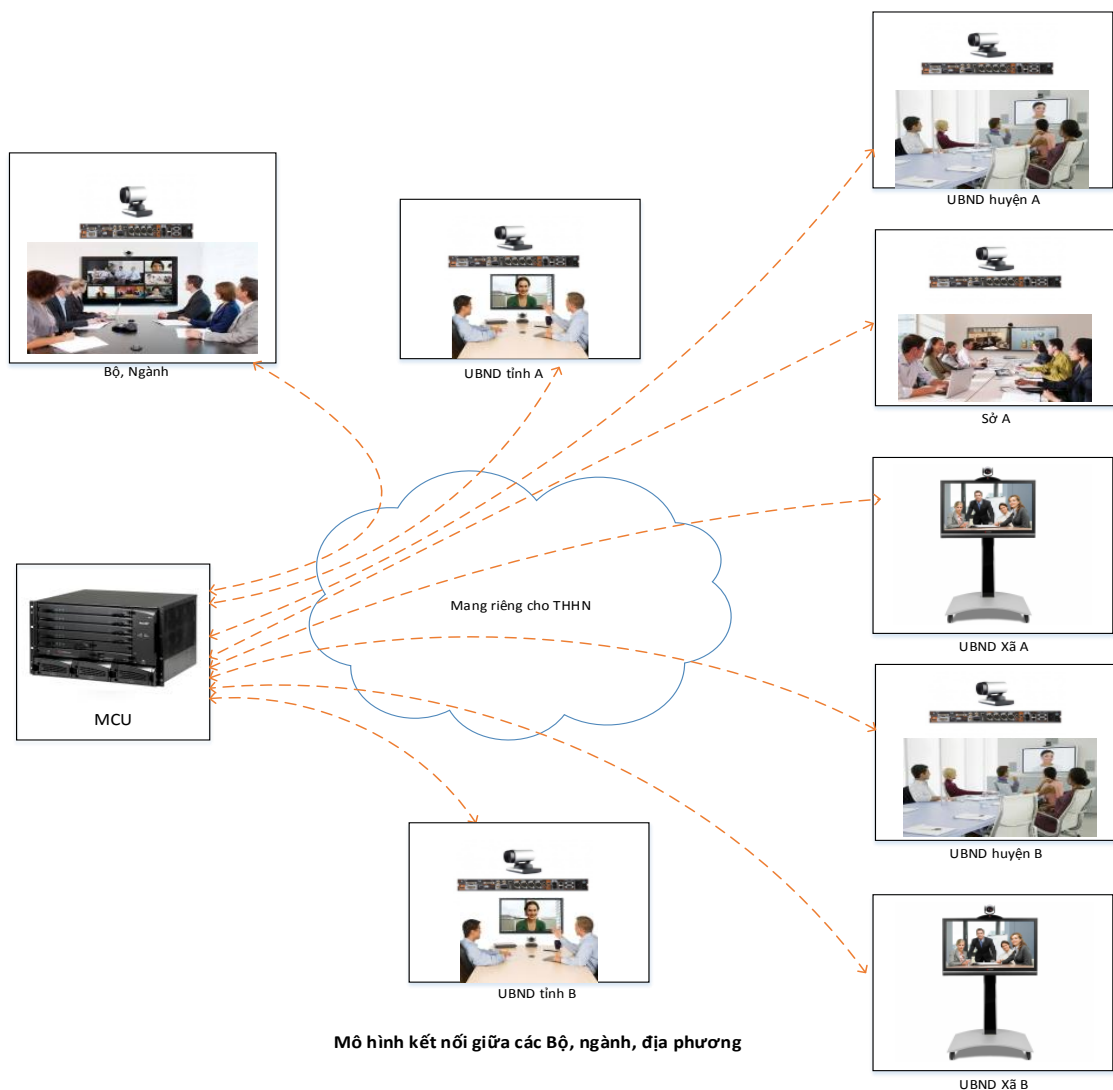 UBND huyện A
Bộ, Ngành
UBND tỉnh A
Sở A
Mang riêng cho THHN
UBND Xã A
MCU
UBND huyện B
UBND tỉnh B
Mô hình kết nối giữa các Bộ, ngành, địa phương
UBND Xã B